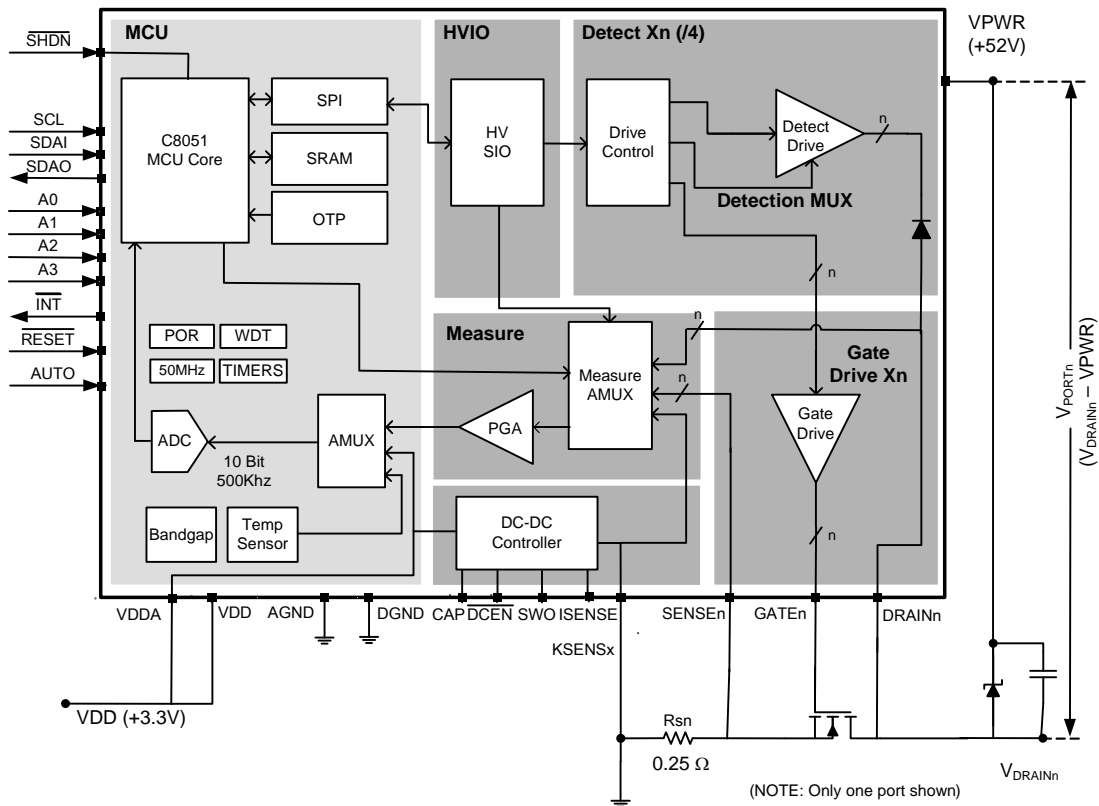 MCU
HVIO
Detect Xn (/4)
VPWR
(+52V)
SHDN
SCL
SDAI
SDAO
A0
A1
A2
A3
INT
RESET
AUTO
C8051
MCU Core
SPI
SRAM
OTP
HV
SIO
Drive
Control
Detect
Drive
n
Detection MUX
n
POR
WDT
50MHz
TIMERS
ADC
10 Bit
500Khz
AMUX
Bandgap
Temp
Sensor
Measure
Measure
AMUX
PGA
n
n
DC-DC
Controller
Gate
Drive Xn
Gate
Drive
n
VPORTn
(VDRAINn – VPWR)
VDDA
VDD
AGND
DGND
CAP
DCEN
SWO
ISENSE
KSENSx
SENSEn
GATEn
DRAINn
VDD (+3.3V)
Rsn
0.25 Ω
VDRAINn
(NOTE: Only one port shown)